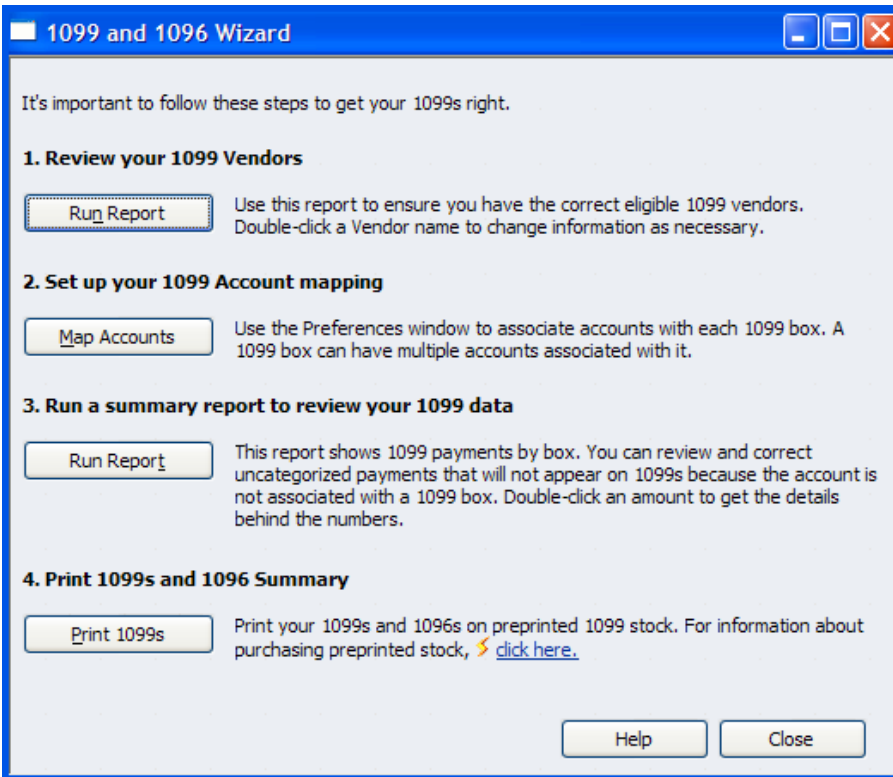 1099 and 1096 Wizard
It's important to follow these steps to get your 1099s right.
1. Review your 1099 Vendors
Run Report
Use this report to ensure you have the correct eligible 1099 vendors.
Double-click a Vendor name to change information as necessary.
2. Set up your 1099 Account mapping
Map Accounts
Use the Preferences window to associate accounts with each 1099 box. A
1099 box can have multiple accounts associated with it.
3. Run a summary report to review your 1099 data
Run Report
This report shows 1099 payments by box. You can review and correct
uncategorized payments that will not appear on 1099s because the account is
not associated with a 1099 box. Double-click an amount to get the details
behind the numbers.
4. Print 1099s and 1096 Summary
Print 1099s
Print your 1099s and 1096s on preprinted 1099 stock. For information about
purchasing preprinted stock, click here.
Help
Close